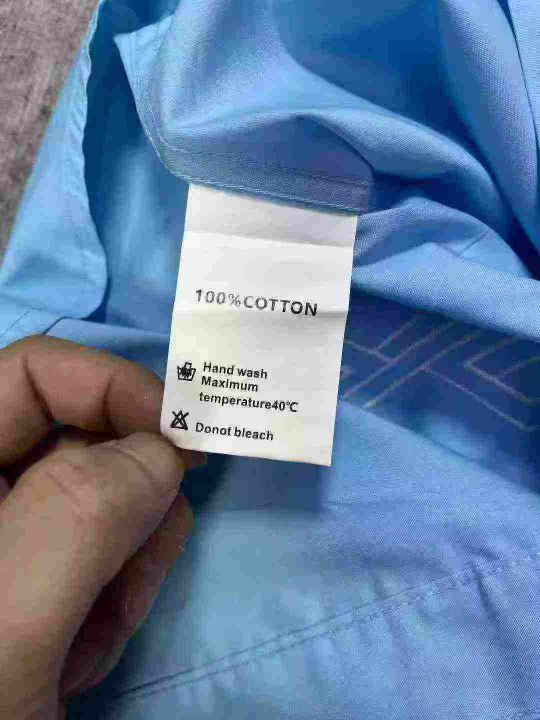 100%COTTON
Hand wash
Maximum
temperature40℃
Donot bleach